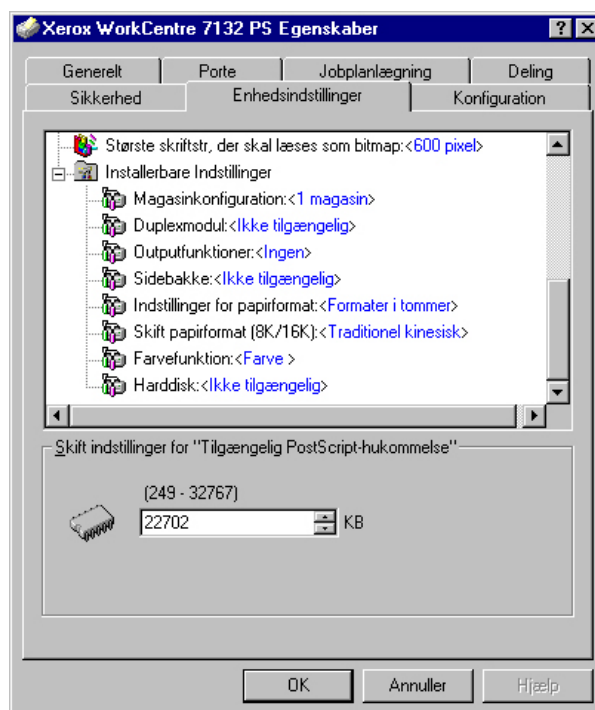 Xerox WorkCentre 7132 PS Egenskaber
Generelt Porte Jobplanlægning Deling
Sikkerhed Enhedsindstillinger Konfiguration
Største skriftstr, der skal læses som bitmap:<600 pixel>
Installerbare Indstillinger
Magasinkonfiguration:<1 magasin>
Duplexmodul:<Ikke tilgængelig>
Outputfunktioner:<Ingen>
Sidebakke:<Ikke tilgængelig>
Indstillinger for papirformat:<Formater i tommer>
Skift papirformat (8K/16K):<Traditionel kinesisk>
Farvefunktion:<Farve >
Harddisk:<Ikke tilgængelig>
Skift indstillinger for "Tilgængelig PostScript-hukommelse"
(249 - 32767)
22702 KB
OK Annuller Hjælp